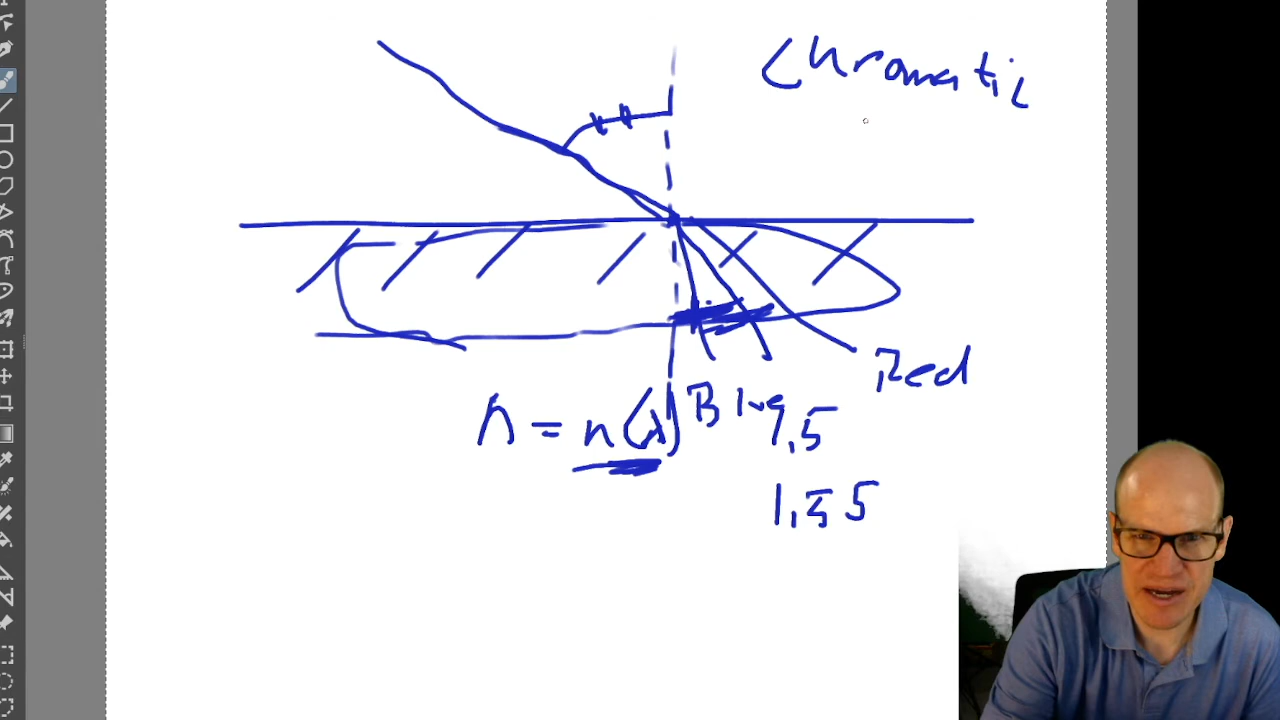 Chromatic
Red
n = n(λ) Blue
1,5
1,55